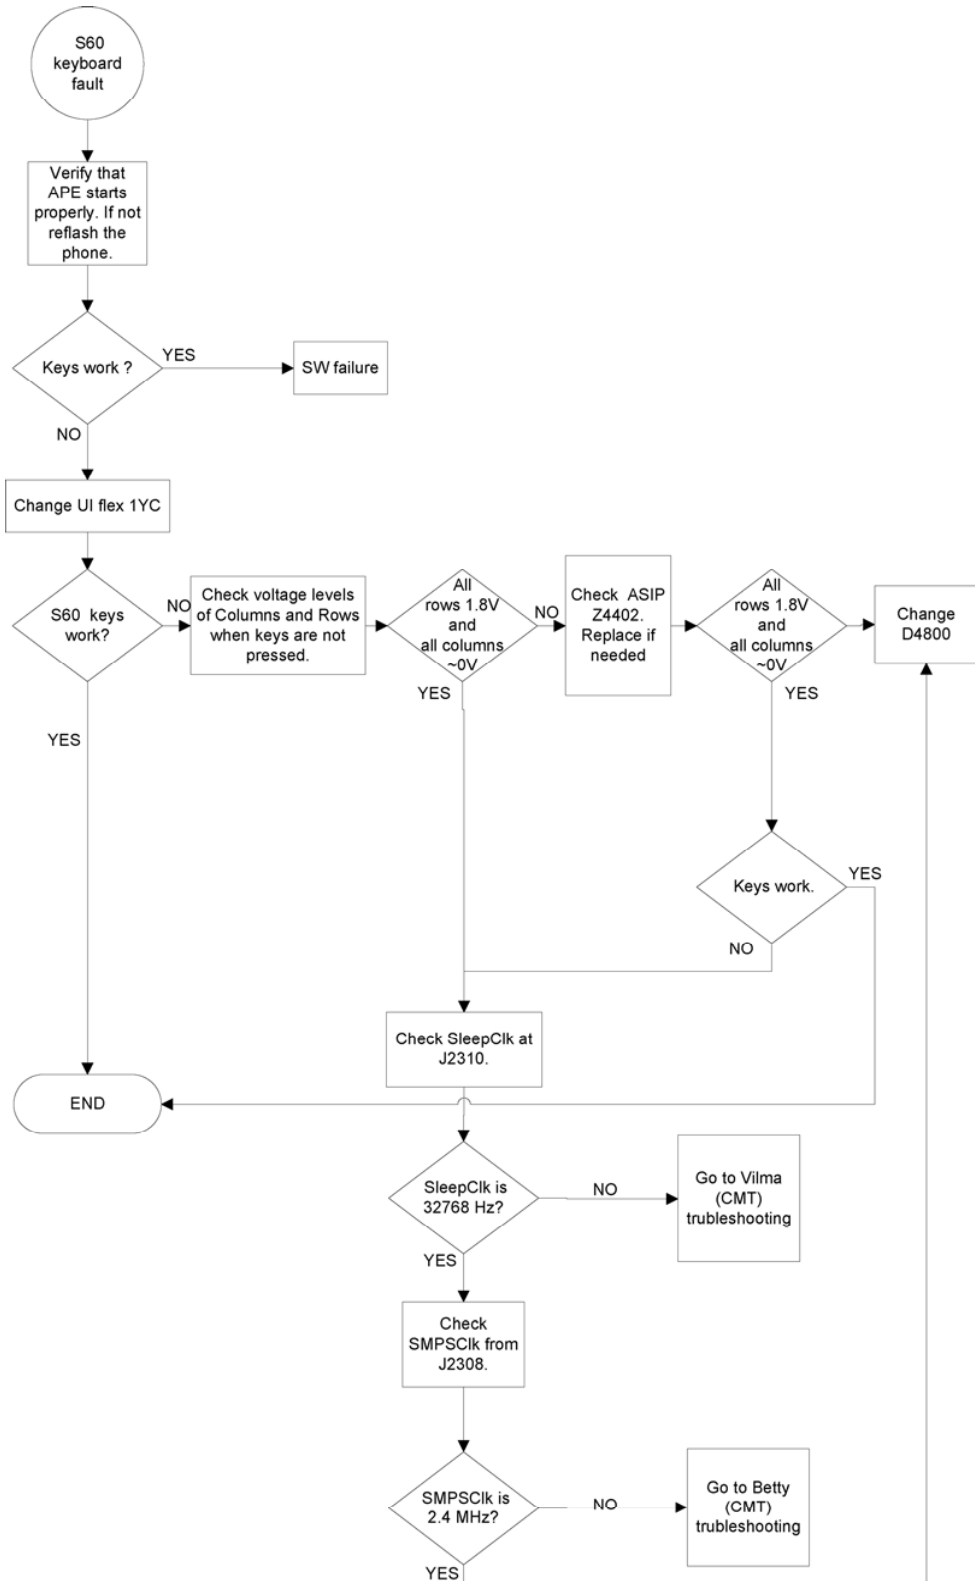 S60
keyboard
fault
Verify that
APE starts
properly. If not
reflash the
phone.
Keys work ?
YES
SW failure
NO
Change UI flex 1YC
S60 keys
work?
NO
Check voltage levels
of Columns and Rows
when keys are not
pressed.
All
rows 1.8V
and
all columns
~0V
NO
Check ASIP
Z4402.
Replace if
needed
All
rows 1.8V
and
all columns
~0V
Change
D4800
YES
YES
YES
Keys work.
YES
NO
Check SleepClk at
J2310.
END
SleepClk is
32768 Hz?
NO
Go to Vilma
(CMT)
trubleshooting
YES
Check
SMPSClk from
J2308.
SMPSClk is
2.4 MHz?
NO
Go to Betty
(CMT)
trubleshooting
YES